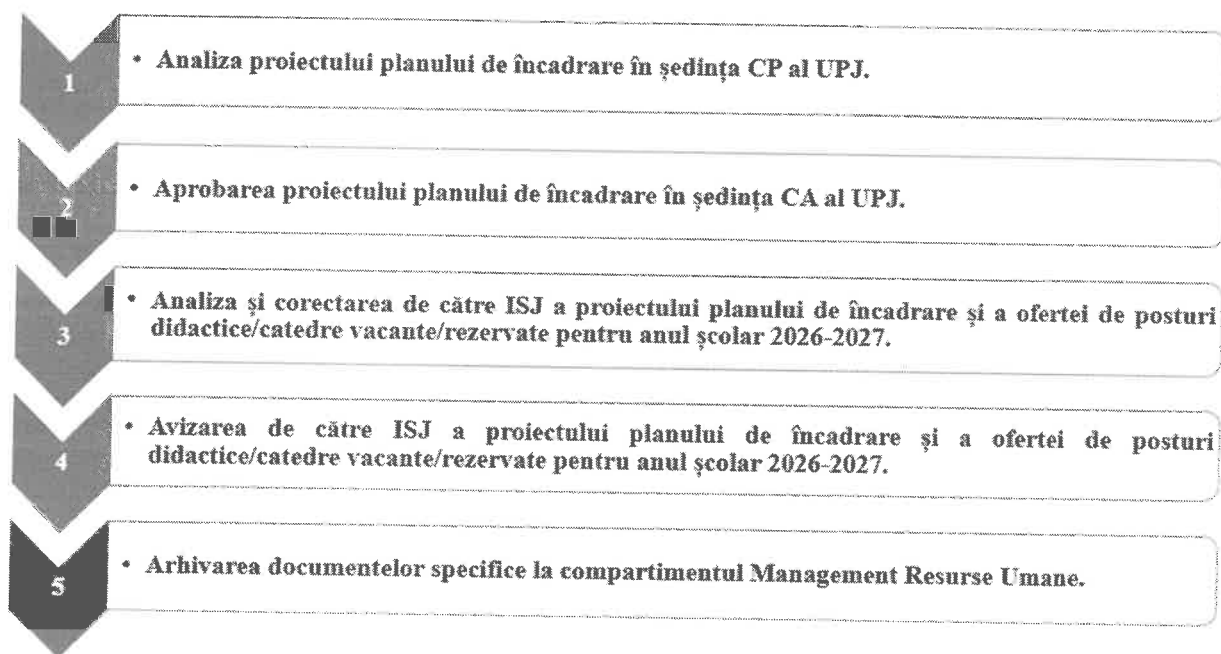 1
• Analiza proiectului planului de încadrare în ședința CP al UPJ.
2
• Aprobarea proiectului planului de încadrare în ședința CA al UPJ.
3
• Analiza și corectarea de către ISJ a proiectului planului de încadrare și a ofertei de posturi
didactice/catedre vacante/rezervate pentru anul școlar 2026-2027.
4
• Avizarea de către ISJ a proiectului planului de încadrare și a ofertei de posturi
didactice/catedre vacante/rezervate pentru anul școlar 2026-2027.
5
• Arhivarea documentelor specifice la compartimentul Management Resurse Umane.